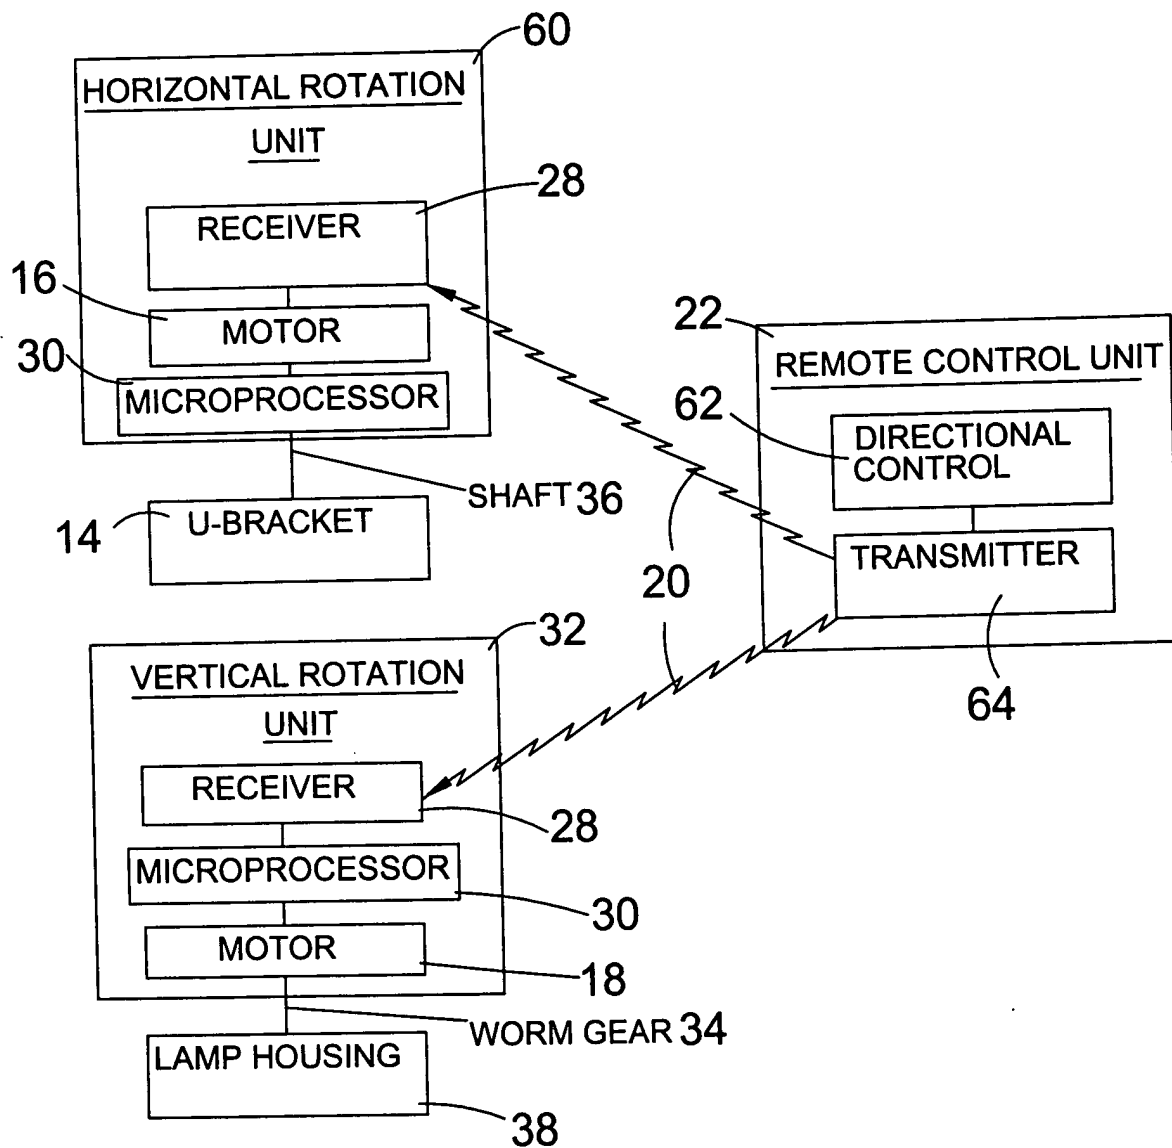 60
HORIZONTAL ROTATION
UNIT
28
RECEIVER
16
MOTOR
30
MICROPROCESSOR
SHAFT 36
14
U-BRACKET
22
REMOTE CONTROL UNIT
62
DIRECTIONAL
CONTROL
TRANSMITTER
20
64
32
VERTICAL ROTATION
UNIT
RECEIVER
28
MICROPROCESSOR
30
MOTOR
18
WORM GEAR 34
LAMP HOUSING
38